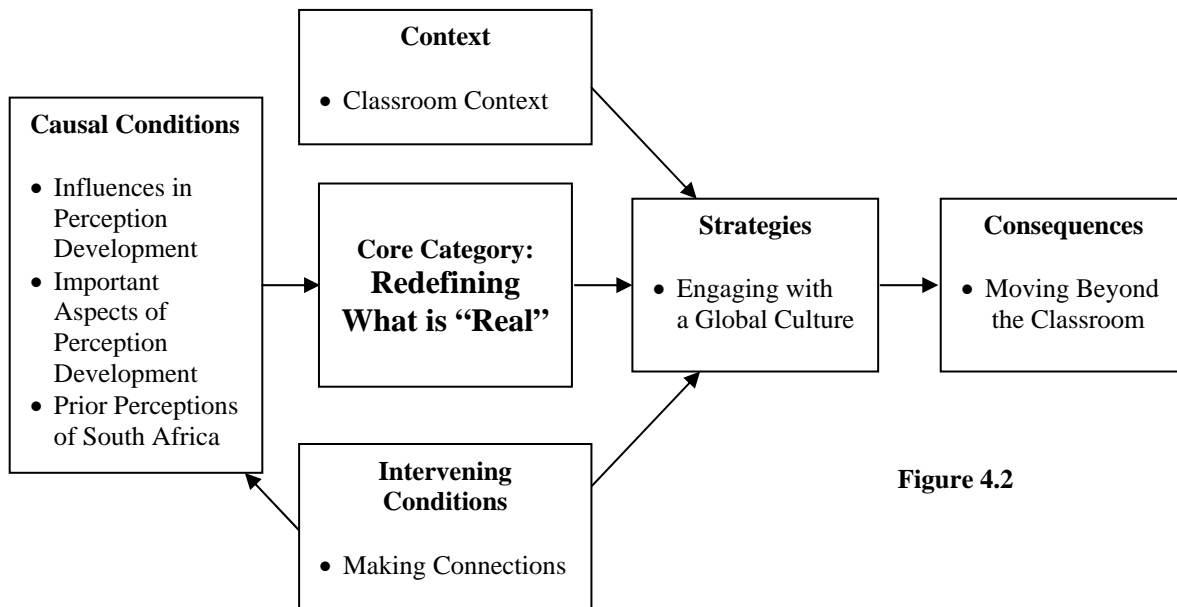 Context
• Classroom Context
Causal Conditions
• Influences in
Perception
Development
• Important
Aspects of
Perception
Development
• Prior Perceptions
of South Africa
Core Category:
Redefining
What is “Real”
Strategies
• Engaging with
a Global Culture
Consequences
• Moving Beyond
the Classroom
Intervening
Conditions
• Making Connections
Figure 4.2